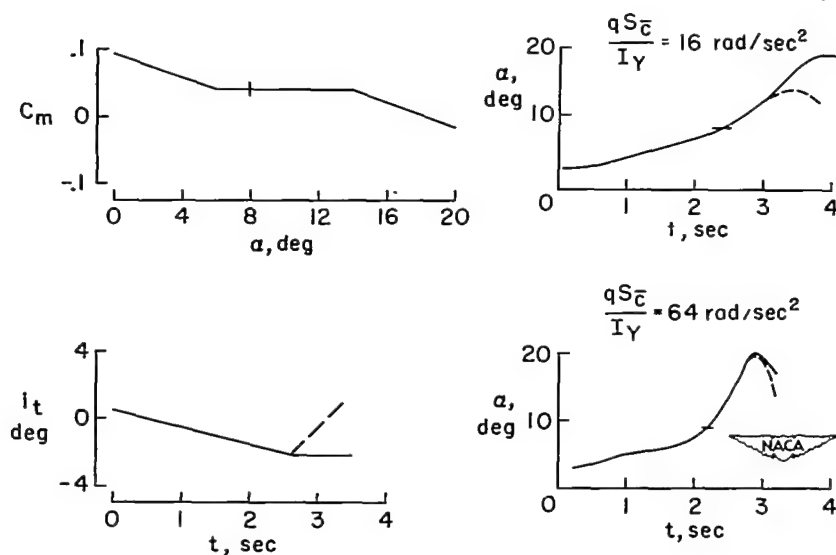 .1
0
-.1
C_m
0 4 8 12 16 20
α, deg
qSc̄/I_Y = 16 rad/sec²
20
10
0
α, deg
1 2 3 4
t, sec
4
0
-4
i_t deg
0 1 2 3 4
t, sec
qSc̄/I_Y = 64 rad/sec²
20
10
0
α, deg
1 2 3 4
t, sec
NACA